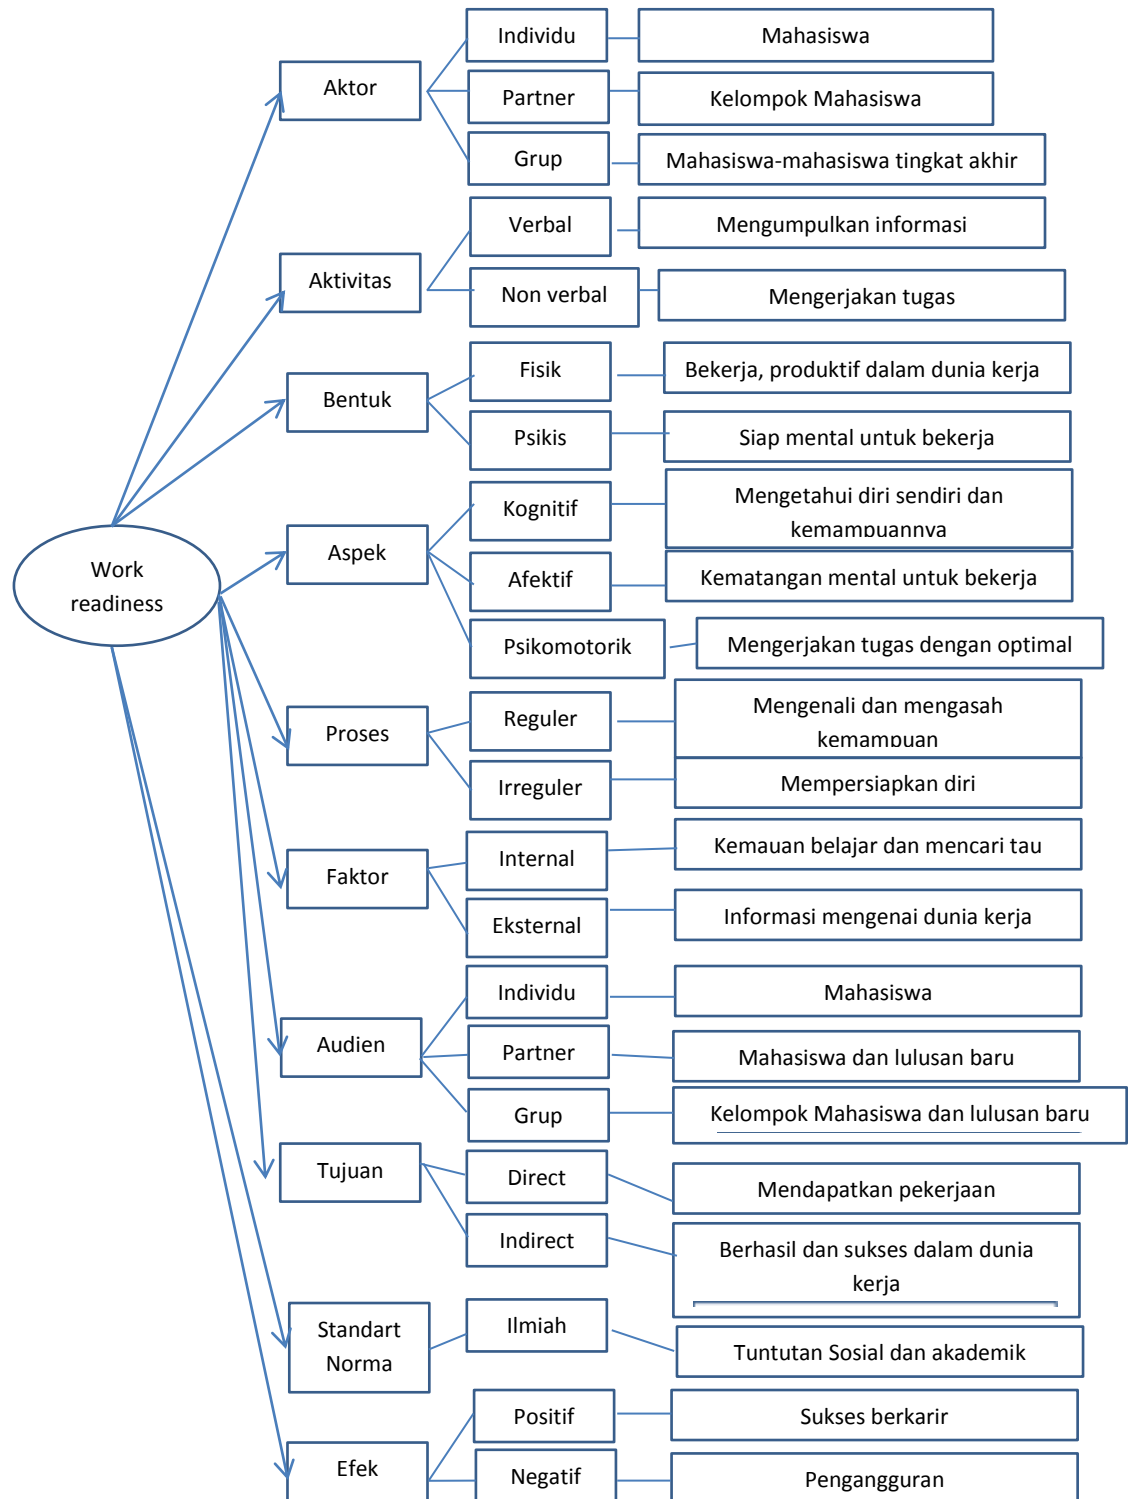 Individu
Mahasiswa
Aktor
Partner
Kelompok Mahasiswa
Grup
Mahasiswa-mahasiswa tingkat akhir
Verbal
Mengumpulkan informasi
Aktivitas
Non verbal
Mengerjakan tugas
Fisik
Bekerja, produktif dalam dunia kerja
Bentuk
Psikis
Siap mental untuk bekerja
Kognitif
Mengetahui diri sendiri dan
kemampuannya
Aspek
Work
readiness
Afektif
Kematangan mental untuk bekerja
Psikomotorik
Mengerjakan tugas dengan optimal
Reguler
Mengenali dan mengasah
kemampuan
Proses
Irreguler
Mempersiapkan diri
Internal
Kemauan belajar dan mencari tau
Faktor
Eksternal
Informasi mengenai dunia kerja
Individu
Mahasiswa
Audien
Partner
Mahasiswa dan lulusan baru
Grup
Kelompok Mahasiswa dan lulusan baru
Tujuan
Direct
Mendapatkan pekerjaan
Indirect
Berhasil dan sukses dalam dunia
kerja
Standart
Norma
Ilmiah
Tuntutan Sosial dan akademik
Positif
Sukses berkarir
Efek
Negatif
Pengangguran